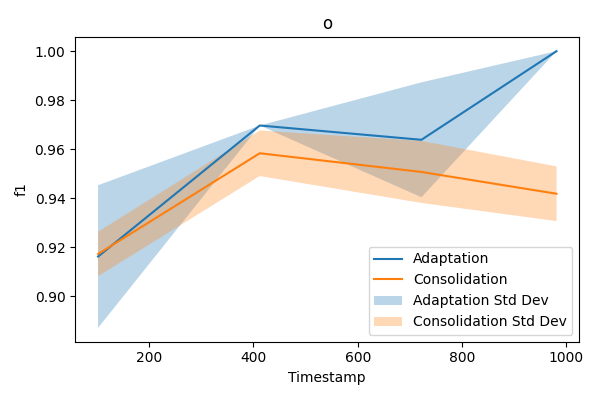 o
1.00
0.98
0.96
0.94
0.92
0.90
f1
200
400
600
800
1000
Timestamp
Adaptation
Consolidation
Adaptation Std Dev
Consolidation Std Dev